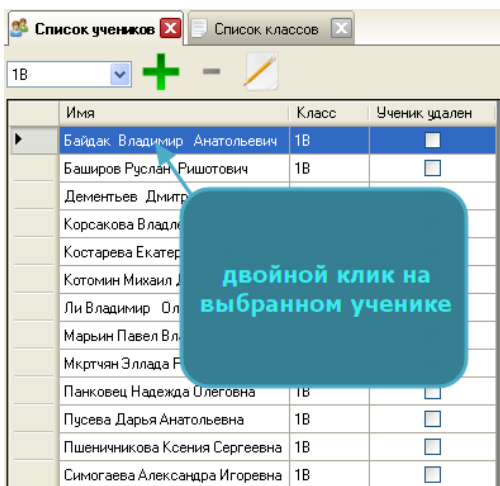 Список учеников Список классов
1В
Имя Класс Ученик удален
Байдак Владимир Анатольевич 1В
Баширов Руслан Ришотович 1В
Дементьев
Корсакова
Костарева
Котомин Михаил
Ли Владимир
Марьин Павел
Мкртчян Эллада
двойной клик на
выбранном ученике
Панковец Надежда Олеговна 1В
Пусева Дарья Анатольевна 1В
Пшеничникова Ксения Сергеевна 1В
Симогаева Александра Игоревна 1В